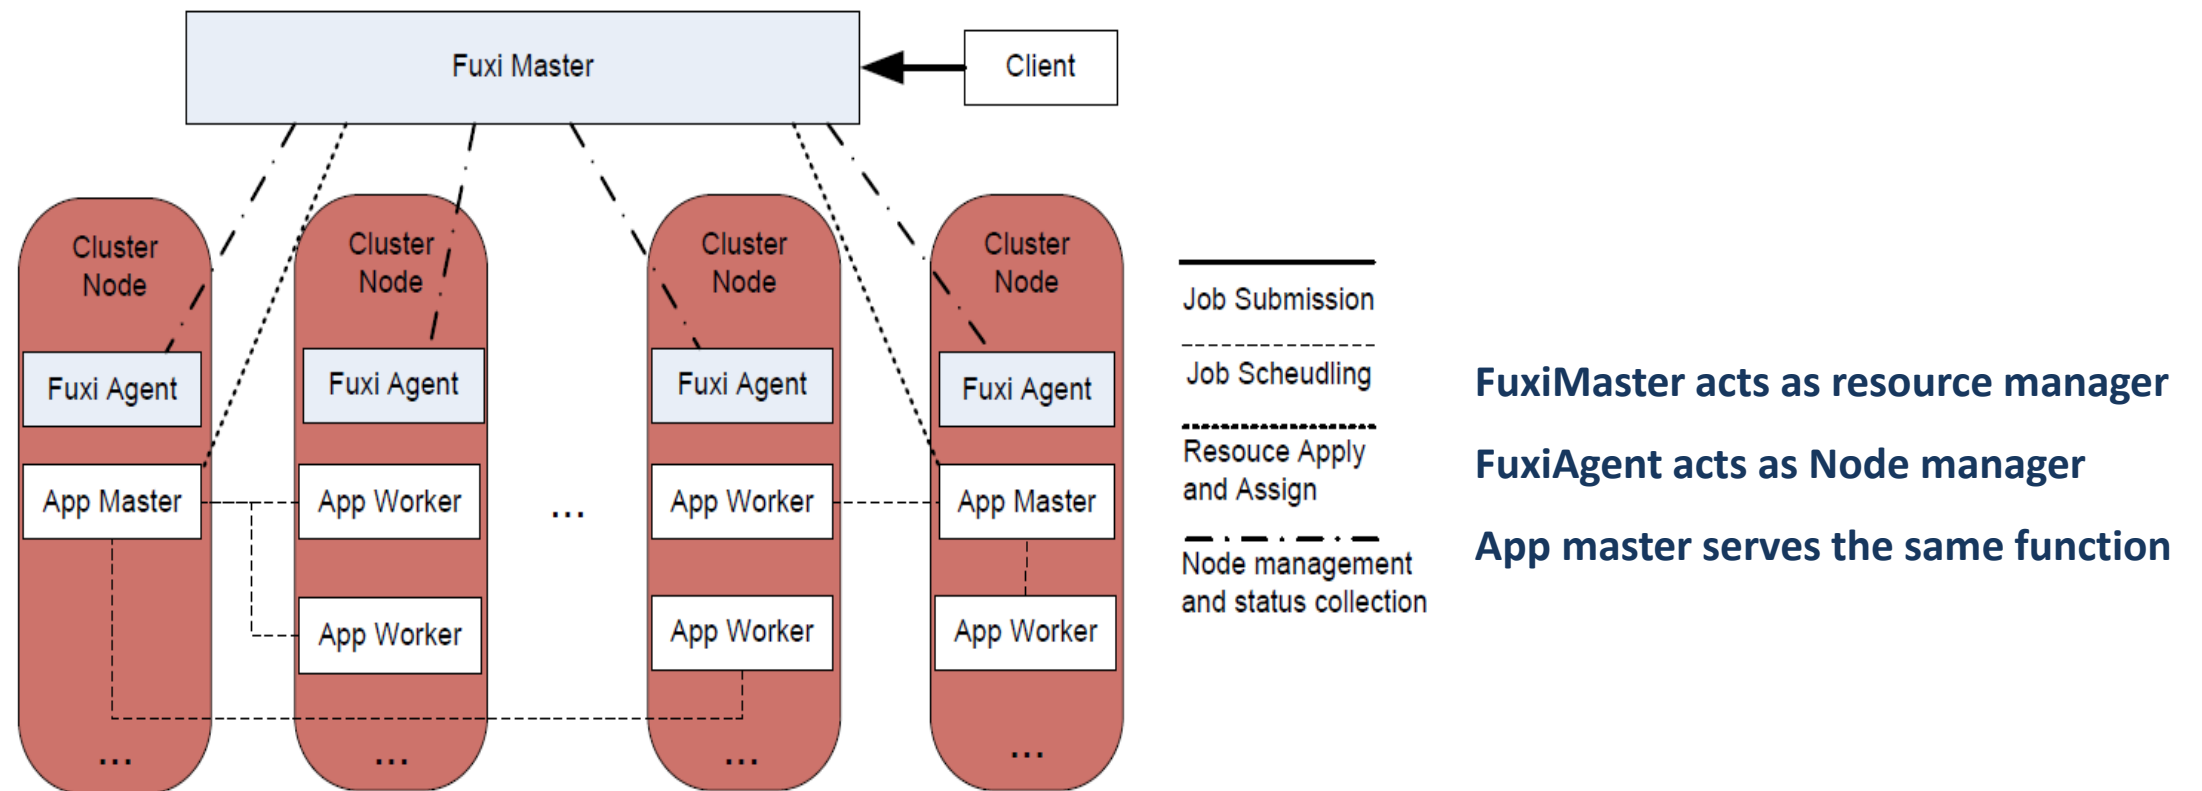 Fuxi Master
Client
Cluster
Node
Cluster
Node
Cluster
Node
Cluster
Node
Fuxi Agent
Fuxi Agent
Fuxi Agent
Fuxi Agent
App Master
App Worker
...
App Worker
App Master
App Worker
App Worker
App Worker
...
...
...
...
Job Submission
Job Scheudling
Resouce Apply
and Assign
Node management
and status collection
FuxiMaster acts as resource manager
FuxiAgent acts as Node manager
App master serves the same function